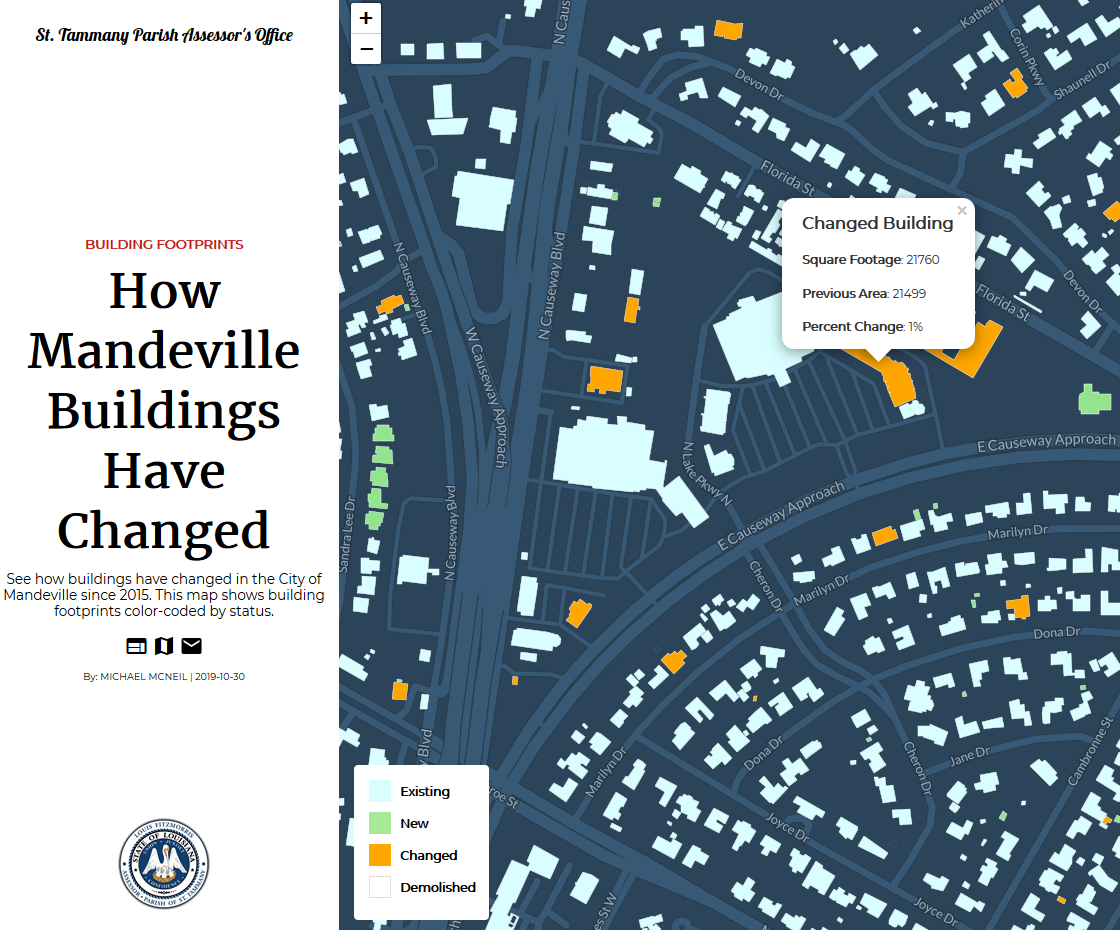 St. Tammany Parish Assessor's Office
BUILDING FOOTPRINTS
How
Mandeville
Buildings
Have
Changed
See how buildings have changed in the City of
Mandeville since 2015. This map shows building
footprints color-coded by status.
By: MICHAEL MCNEIL | 2019-10-30
LOUIS FITZMORRIS
STATE OF LOUISIANA
CONFIDENCE
ASSESSOR · PARISH OF ST. TAMMANY
+
−
N Caus
Katherin
Corin Pkwy
Shaunell Dr
Devon Dr
Florida St
N Causeway Blvd
N Causeway Blvd
W Causeway Approach
Changed Building
×
Square Footage: 21760
Previous Area: 21499
Percent Change: 1%
Devon Dr
Florida St
E Causeway Approach
N Lake Pkwy N
E Causeway Approach
Sandra Lee Dr
N Causeway Blvd
Marilyn Dr
Cheron Dr
Marilyn Dr
Dona Dr
Blvd
Marilyn Dr
Dona Dr
Cheron Dr
Jane Dr
Cambronne St
roe St
Joyce Dr
Joyce Dr
es St W
Existing
New
Changed
Demolished